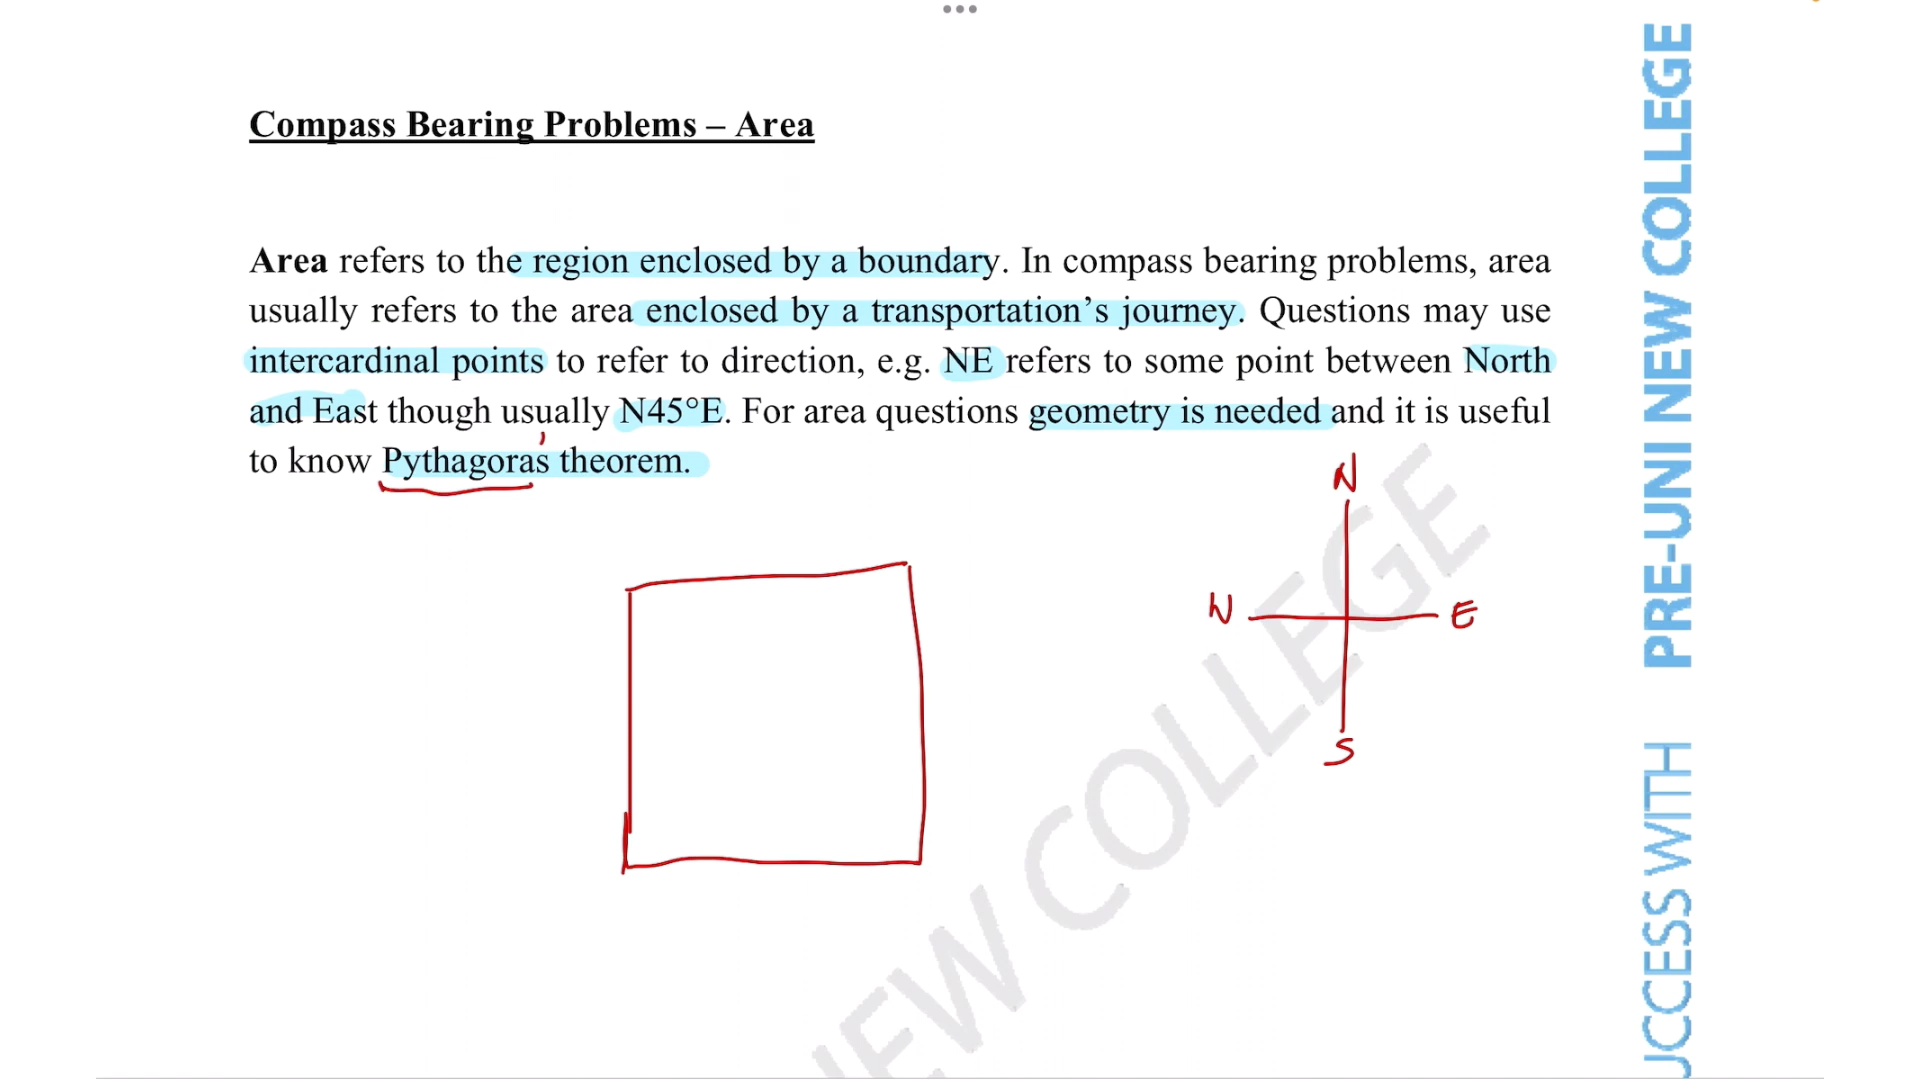 Compass Bearing Problems – Area
Area refers to the region enclosed by a boundary. In compass bearing problems, area
usually refers to the area enclosed by a transportation’s journey. Questions may use
intercardinal points to refer to direction, e.g. NE refers to some point between North
and East though usually N45°E. For area questions geometry is needed and it is useful
to know Pythagoras' theorem.
N
W
E
S
NEW COLLEGE
UCCESS WITH PRE-UNI NEW COLLEGE